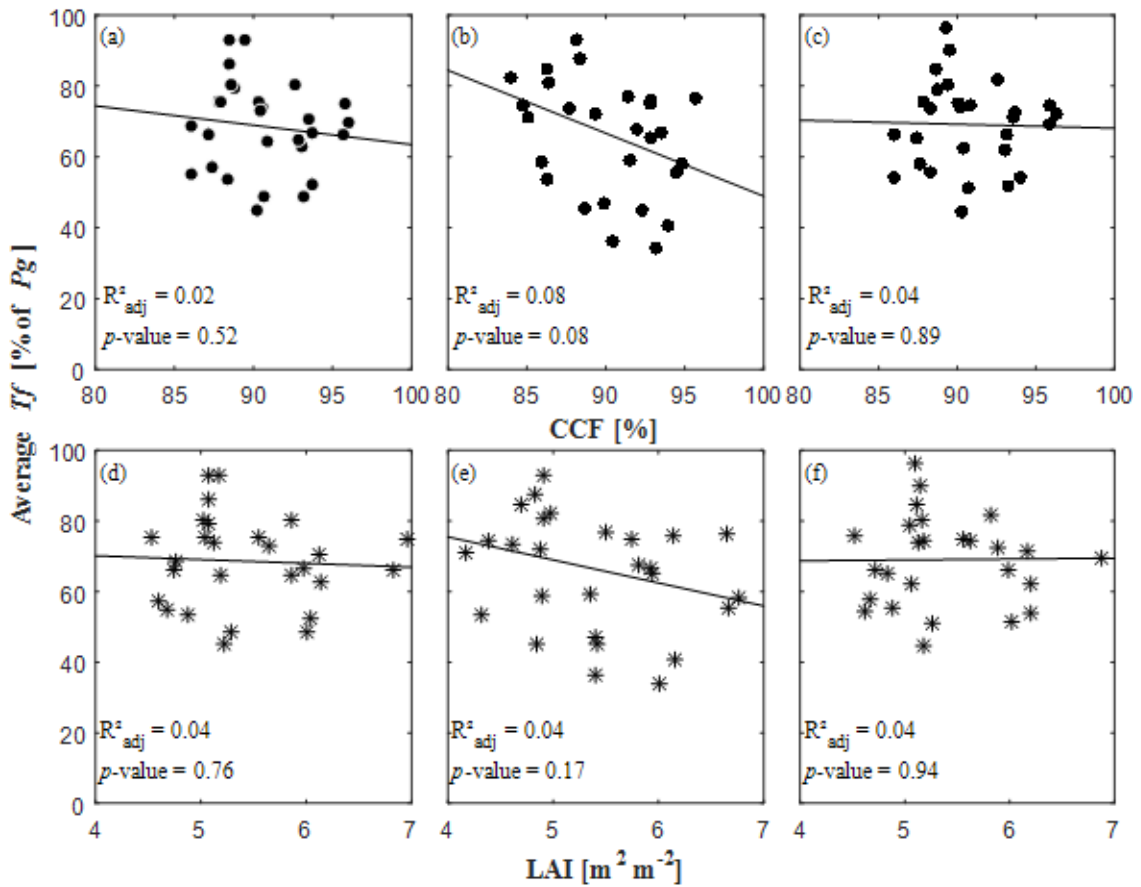 Average Tf [% of Pg]
100
80
60
40
20
0
(a)
R²adj = 0.02
p-value = 0.52
80 85 90 95 100
(b)
R²adj = 0.08
p-value = 0.08
80 85 90 95
(c)
R²adj = 0.04
p-value = 0.89
80 85 90 95 100
CCF [%]
100
80
60
40
20
0
(d)
R²adj = 0.04
p-value = 0.76
4 5 6 7
(e)
R²adj = 0.04
p-value = 0.17
4 5 6 7
(f)
R²adj = 0.04
p-value = 0.94
4 5 6 7
LAI [m² m⁻²]